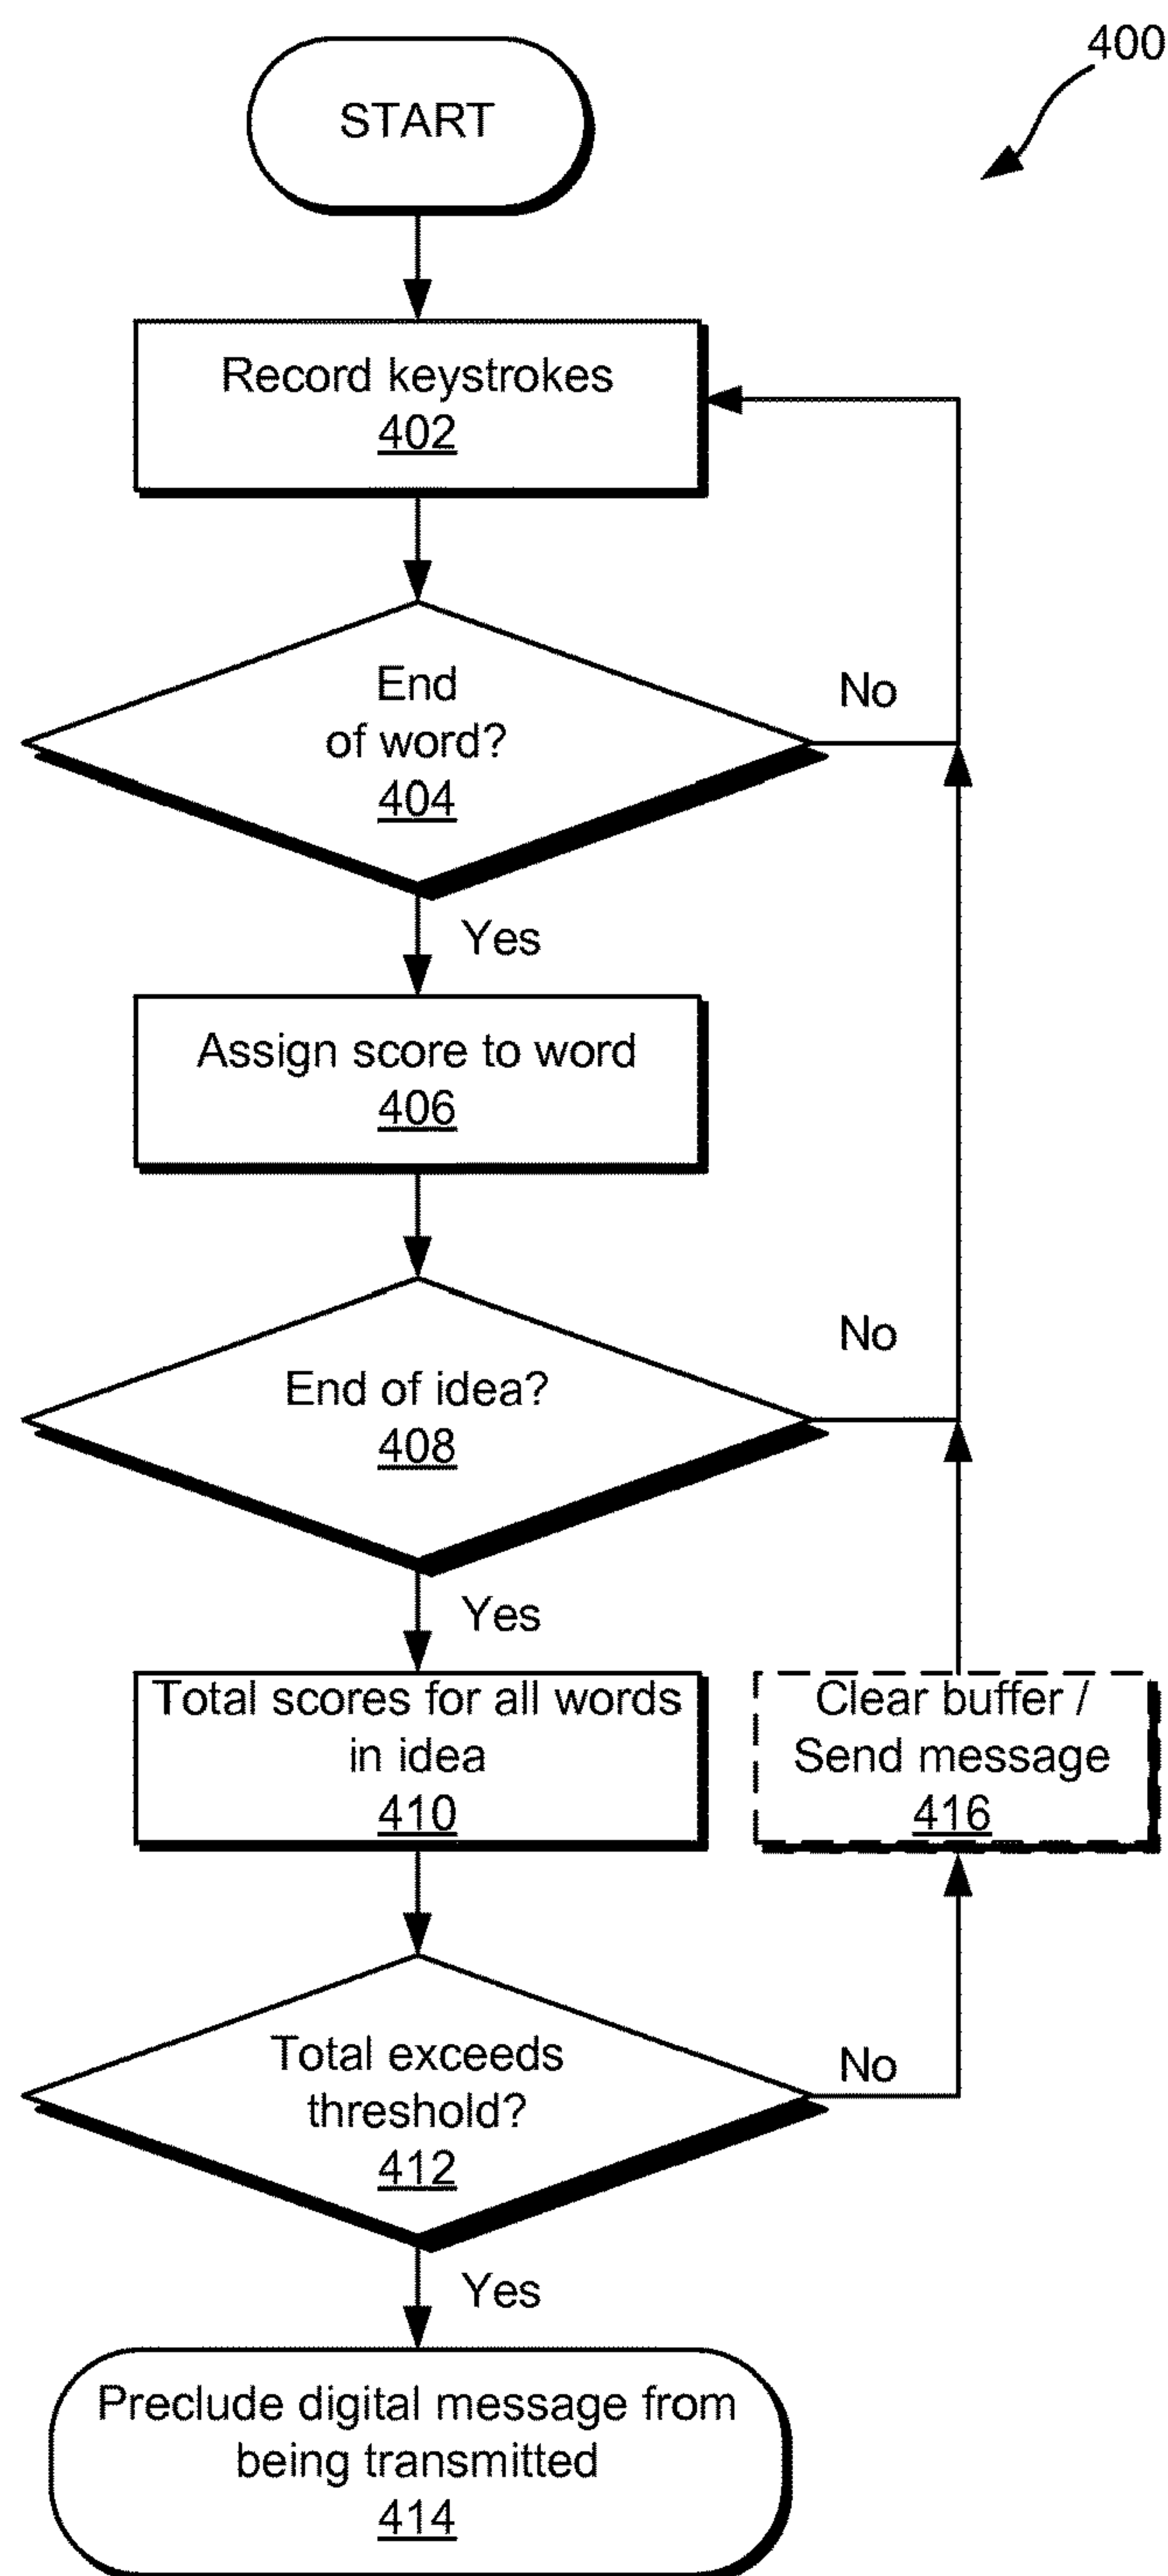 400
START
Record keystrokes
402
End
of word?
404
No
Yes
Assign score to word
406
End of idea?
408
No
Yes
Total scores for all words
in idea
410
Clear buffer /
Send message
416
Total exceeds
threshold?
412
No
Yes
Preclude digital message from
being transmitted
414